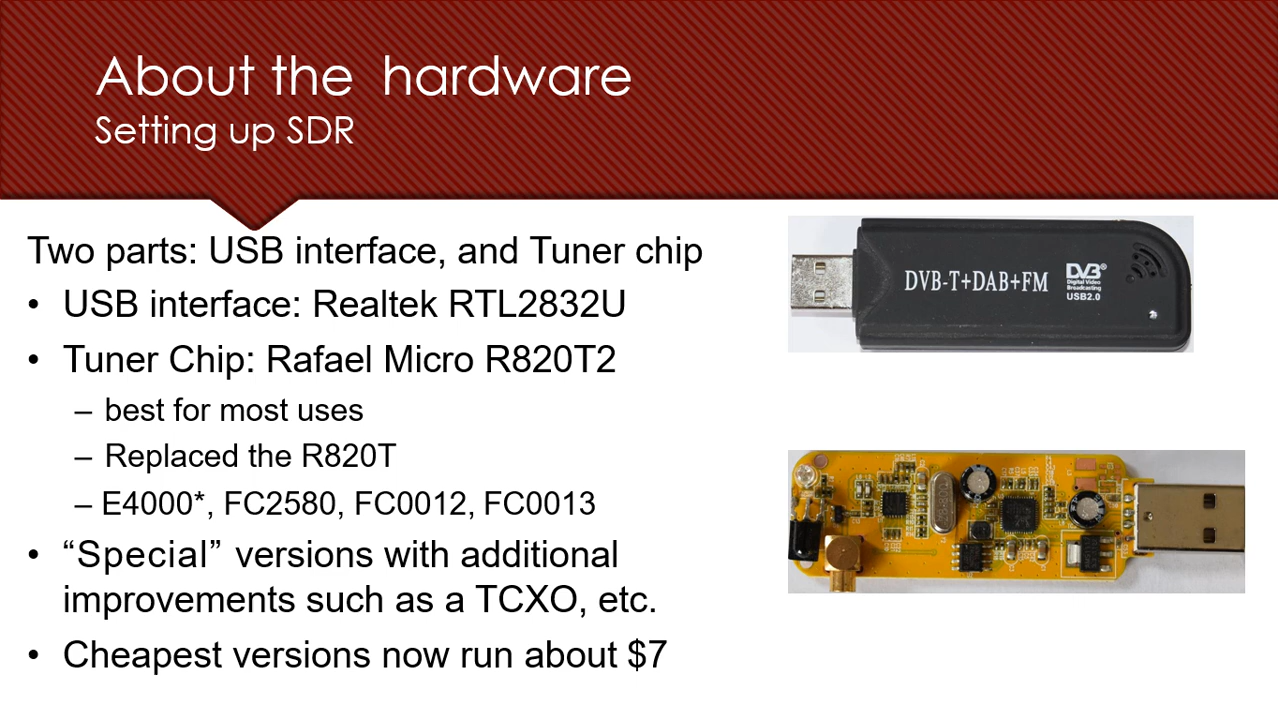 About the hardware
Setting up SDR
Two parts: USB interface, and Tuner chip
• USB interface: Realtek RTL2832U
• Tuner Chip: Rafael Micro R820T2
– best for most uses
– Replaced the R820T
– E4000*, FC2580, FC0012, FC0013
• “Special” versions with additional
improvements such as a TCXO, etc.
• Cheapest versions now run about $7
DVB-T+DAB+FM
DVB®
Digital Video
Broadcasting
USB2.0